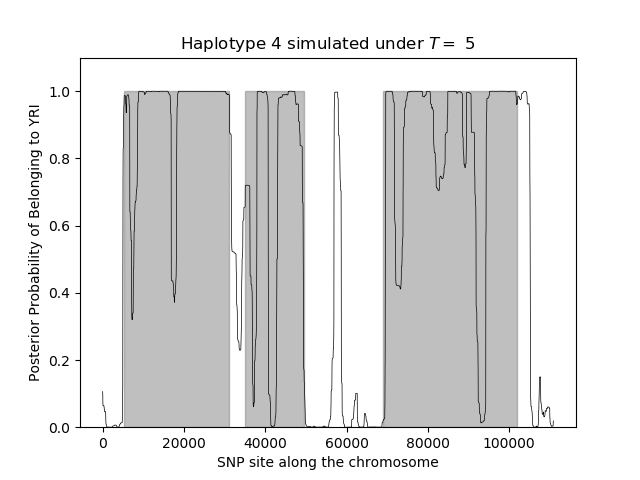 Haplotype 4 simulated under T = 5
Posterior Probability of Belonging to YRI
1.0
0.8
0.6
0.4
0.2
0.0
0 20000 40000 60000 80000 100000
SNP site along the chromosome